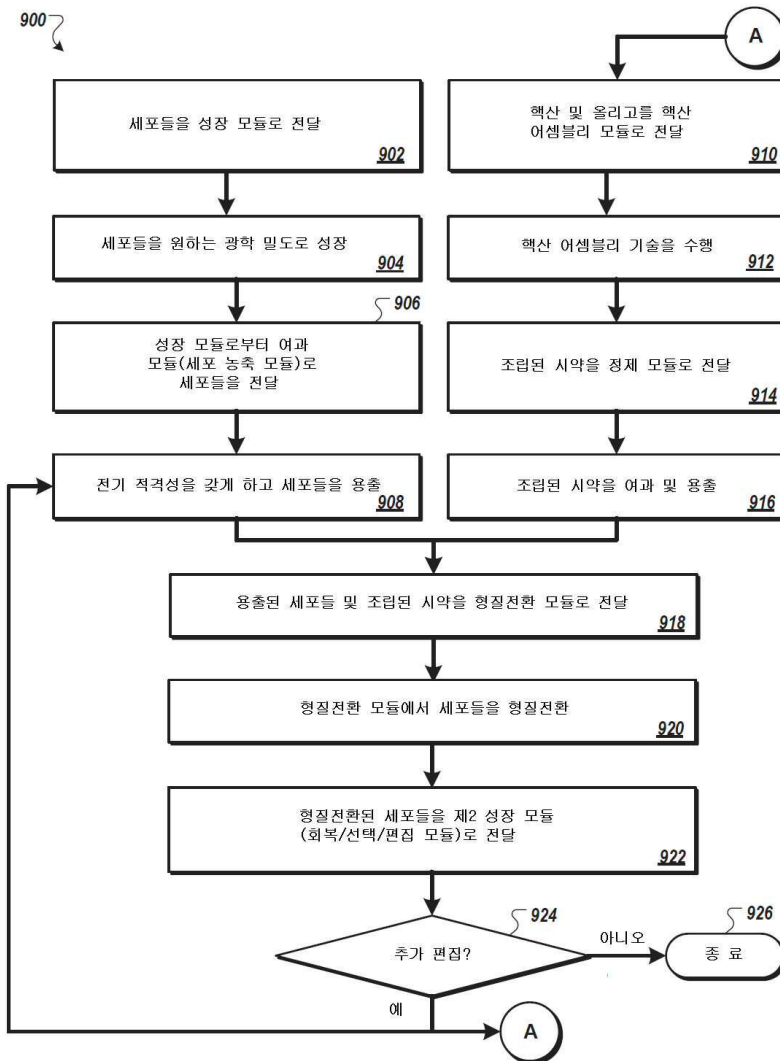 900
A
세포들을 성장 모듈로 전달
902
핵산 및 올리고를 핵산
어셈블리 모듈로 전달
910
세포들을 원하는 광학 밀도로 성장
904
핵산 어셈블리 기술을 수행
912
906
성장 모듈로부터 여과
모듈(세포 농축 모듈)로
세포들을 전달
조립된 시약을 정제 모듈로 전달
914
전기 적격성을 갖게 하고 세포들을 용출
908
조립된 시약을 여과 및 용출
916
용출된 세포들 및 조립된 시약을 형질전환 모듈로 전달
918
형질전환 모듈에서 세포들을 형질전환
920
형질전환된 세포들을 제2 성장 모듈
(회복/선택/편집 모듈)로 전달
922
924
추가 편집?
아니오
926
종 료
예
A